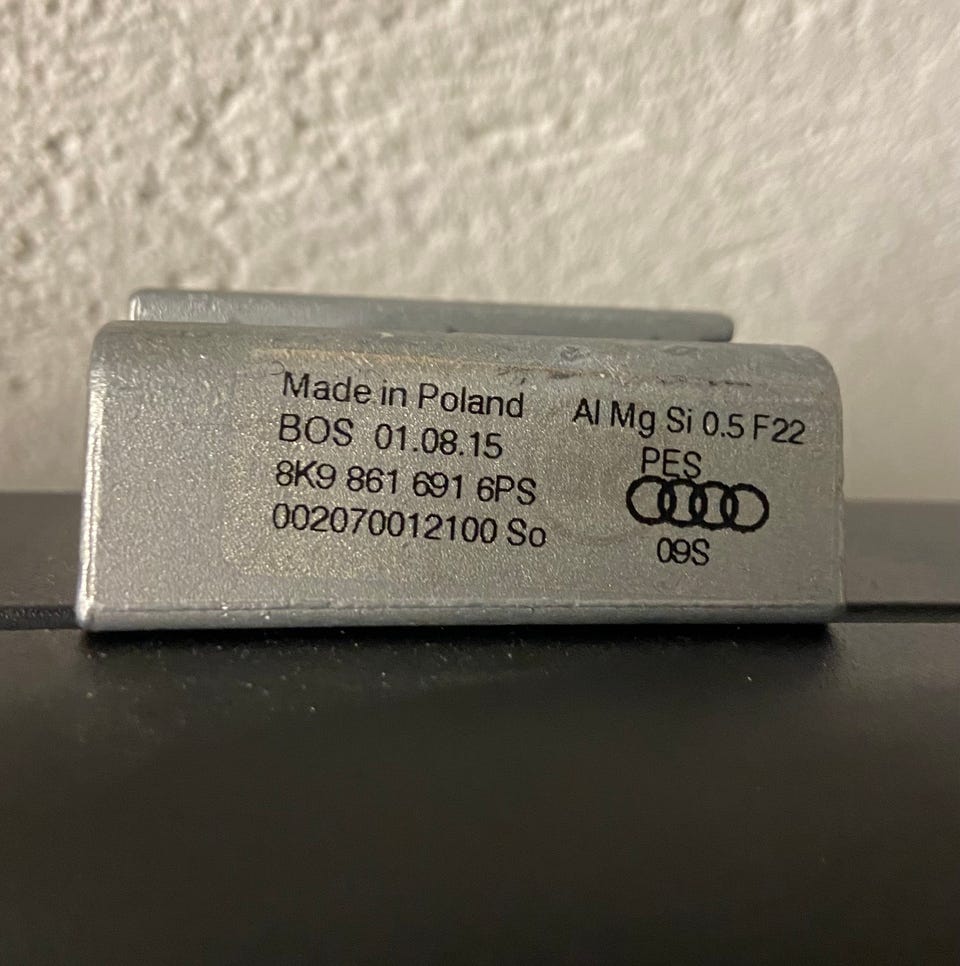 Made in Poland
BOS 01.08.15
8K9 861 691 6PS
002070012100 So
Al Mg Si 0.5 F22
PES
09S